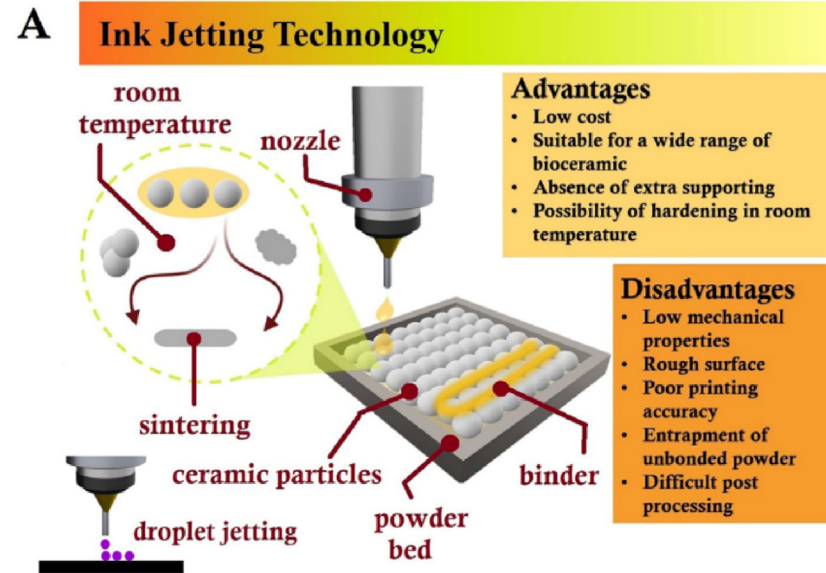 A
Ink Jetting Technology
room
temperature
nozzle
sintering
ceramic particles
binder
powder
bed
droplet jetting
Advantages
• Low cost
• Suitable for a wide range of
bioceramic
• Absence of extra supporting
• Possibility of hardening in room
temperature
Disadvantages
• Low mechanical
properties
• Rough surface
• Poor printing
accuracy
• Entrapment of
unbonded powder
• Difficult post
processing